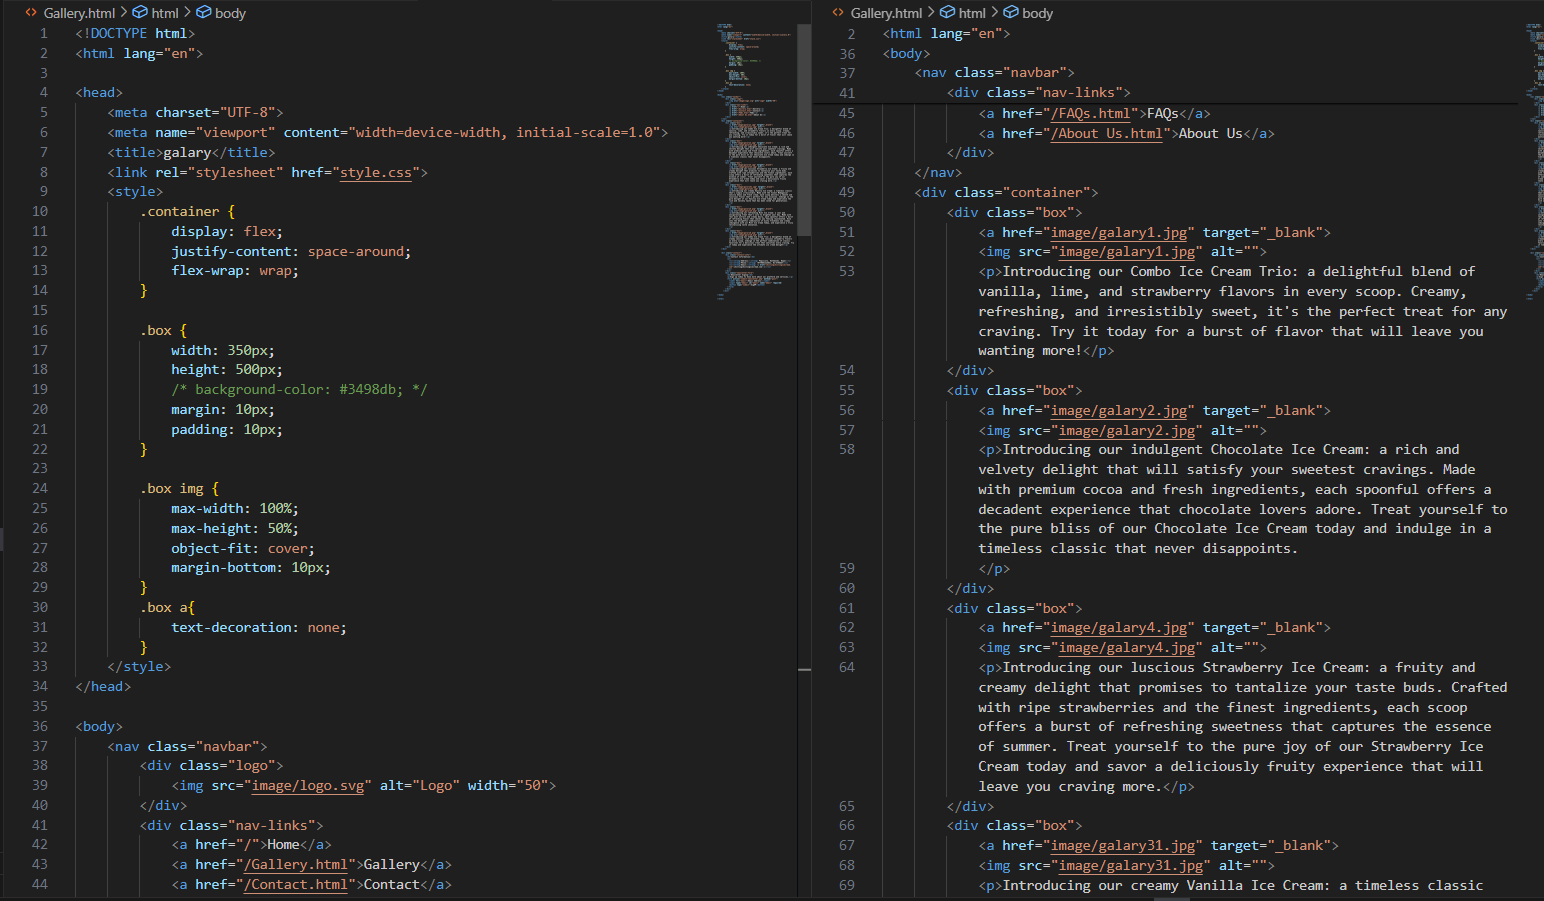 Gallery.html > html > body
1 <!DOCTYPE html>
2 <html lang="en">
3
4 <head>
5 <meta charset="UTF-8">
6 <meta name="viewport" content="width=device-width, initial-scale=1.0">
7 <title>galary</title>
8 <link rel="stylesheet" href="style.css">
9 <style>
10 .container {
11 display: flex;
12 justify-content: space-around;
13 flex-wrap: wrap;
14 }
15
16 .box {
17 width: 350px;
18 height: 500px;
19 /* background-color: #3498db; */
20 margin: 10px;
21 padding: 10px;
22 }
23
24 .box img {
25 max-width: 100%;
26 max-height: 50%;
27 object-fit: cover;
28 margin-bottom: 10px;
29 }
30 .box a{
31 text-decoration: none;
32 }
33 </style>
34 </head>
35
36 <body>
37 <nav class="navbar">
38 <div class="logo">
39 <img src="image/logo.svg" alt="Logo" width="50">
40 </div>
41 <div class="nav-links">
42 <a href="/">Home</a>
43 <a href="/Gallery.html">Gallery</a>
44 <a href="/Contact.html">Contact</a>
Gallery.html > html > body
2 <html lang="en">
36 <body>
37 <nav class="navbar">
41 <div class="nav-links">
45 <a href="/FAQs.html">FAQs</a>
46 <a href="/About Us.html">About Us</a>
47 </div>
48 </nav>
49 <div class="container">
50 <div class="box">
51 <a href="image/galary1.jpg" target="_blank">
52 <img src="image/galary1.jpg" alt="">
53 <p>Introducing our Combo Ice Cream Trio: a delightful blend of
vanilla, lime, and strawberry flavors in every scoop. Creamy,
refreshing, and irresistibly sweet, it's the perfect treat for any
craving. Try it today for a burst of flavor that will leave you
wanting more!</p>
54 </div>
55 <div class="box">
56 <a href="image/galary2.jpg" target="_blank">
57 <img src="image/galary2.jpg" alt="">
58 <p>Introducing our indulgent Chocolate Ice Cream: a rich and
velvety delight that will satisfy your sweetest cravings. Made
with premium cocoa and fresh ingredients, each spoonful offers a
decadent experience that chocolate lovers adore. Treat yourself to
the pure bliss of our Chocolate Ice Cream today and indulge in a
timeless classic that never disappoints.
59 </p>
60 </div>
61 <div class="box">
62 <a href="image/galary4.jpg" target="_blank">
63 <img src="image/galary4.jpg" alt="">
64 <p>Introducing our luscious Strawberry Ice Cream: a fruity and
creamy delight that promises to tantalize your taste buds. Crafted
with ripe strawberries and the finest ingredients, each scoop
offers a burst of refreshing sweetness that captures the essence
of summer. Treat yourself to the pure joy of our Strawberry Ice
Cream today and savor a deliciously fruity experience that will
leave you craving more.</p>
65 </div>
66 <div class="box">
67 <a href="image/galary31.jpg" target="_blank">
68 <img src="image/galary31.jpg" alt="">
69 <p>Introducing our creamy Vanilla Ice Cream: a timeless classic